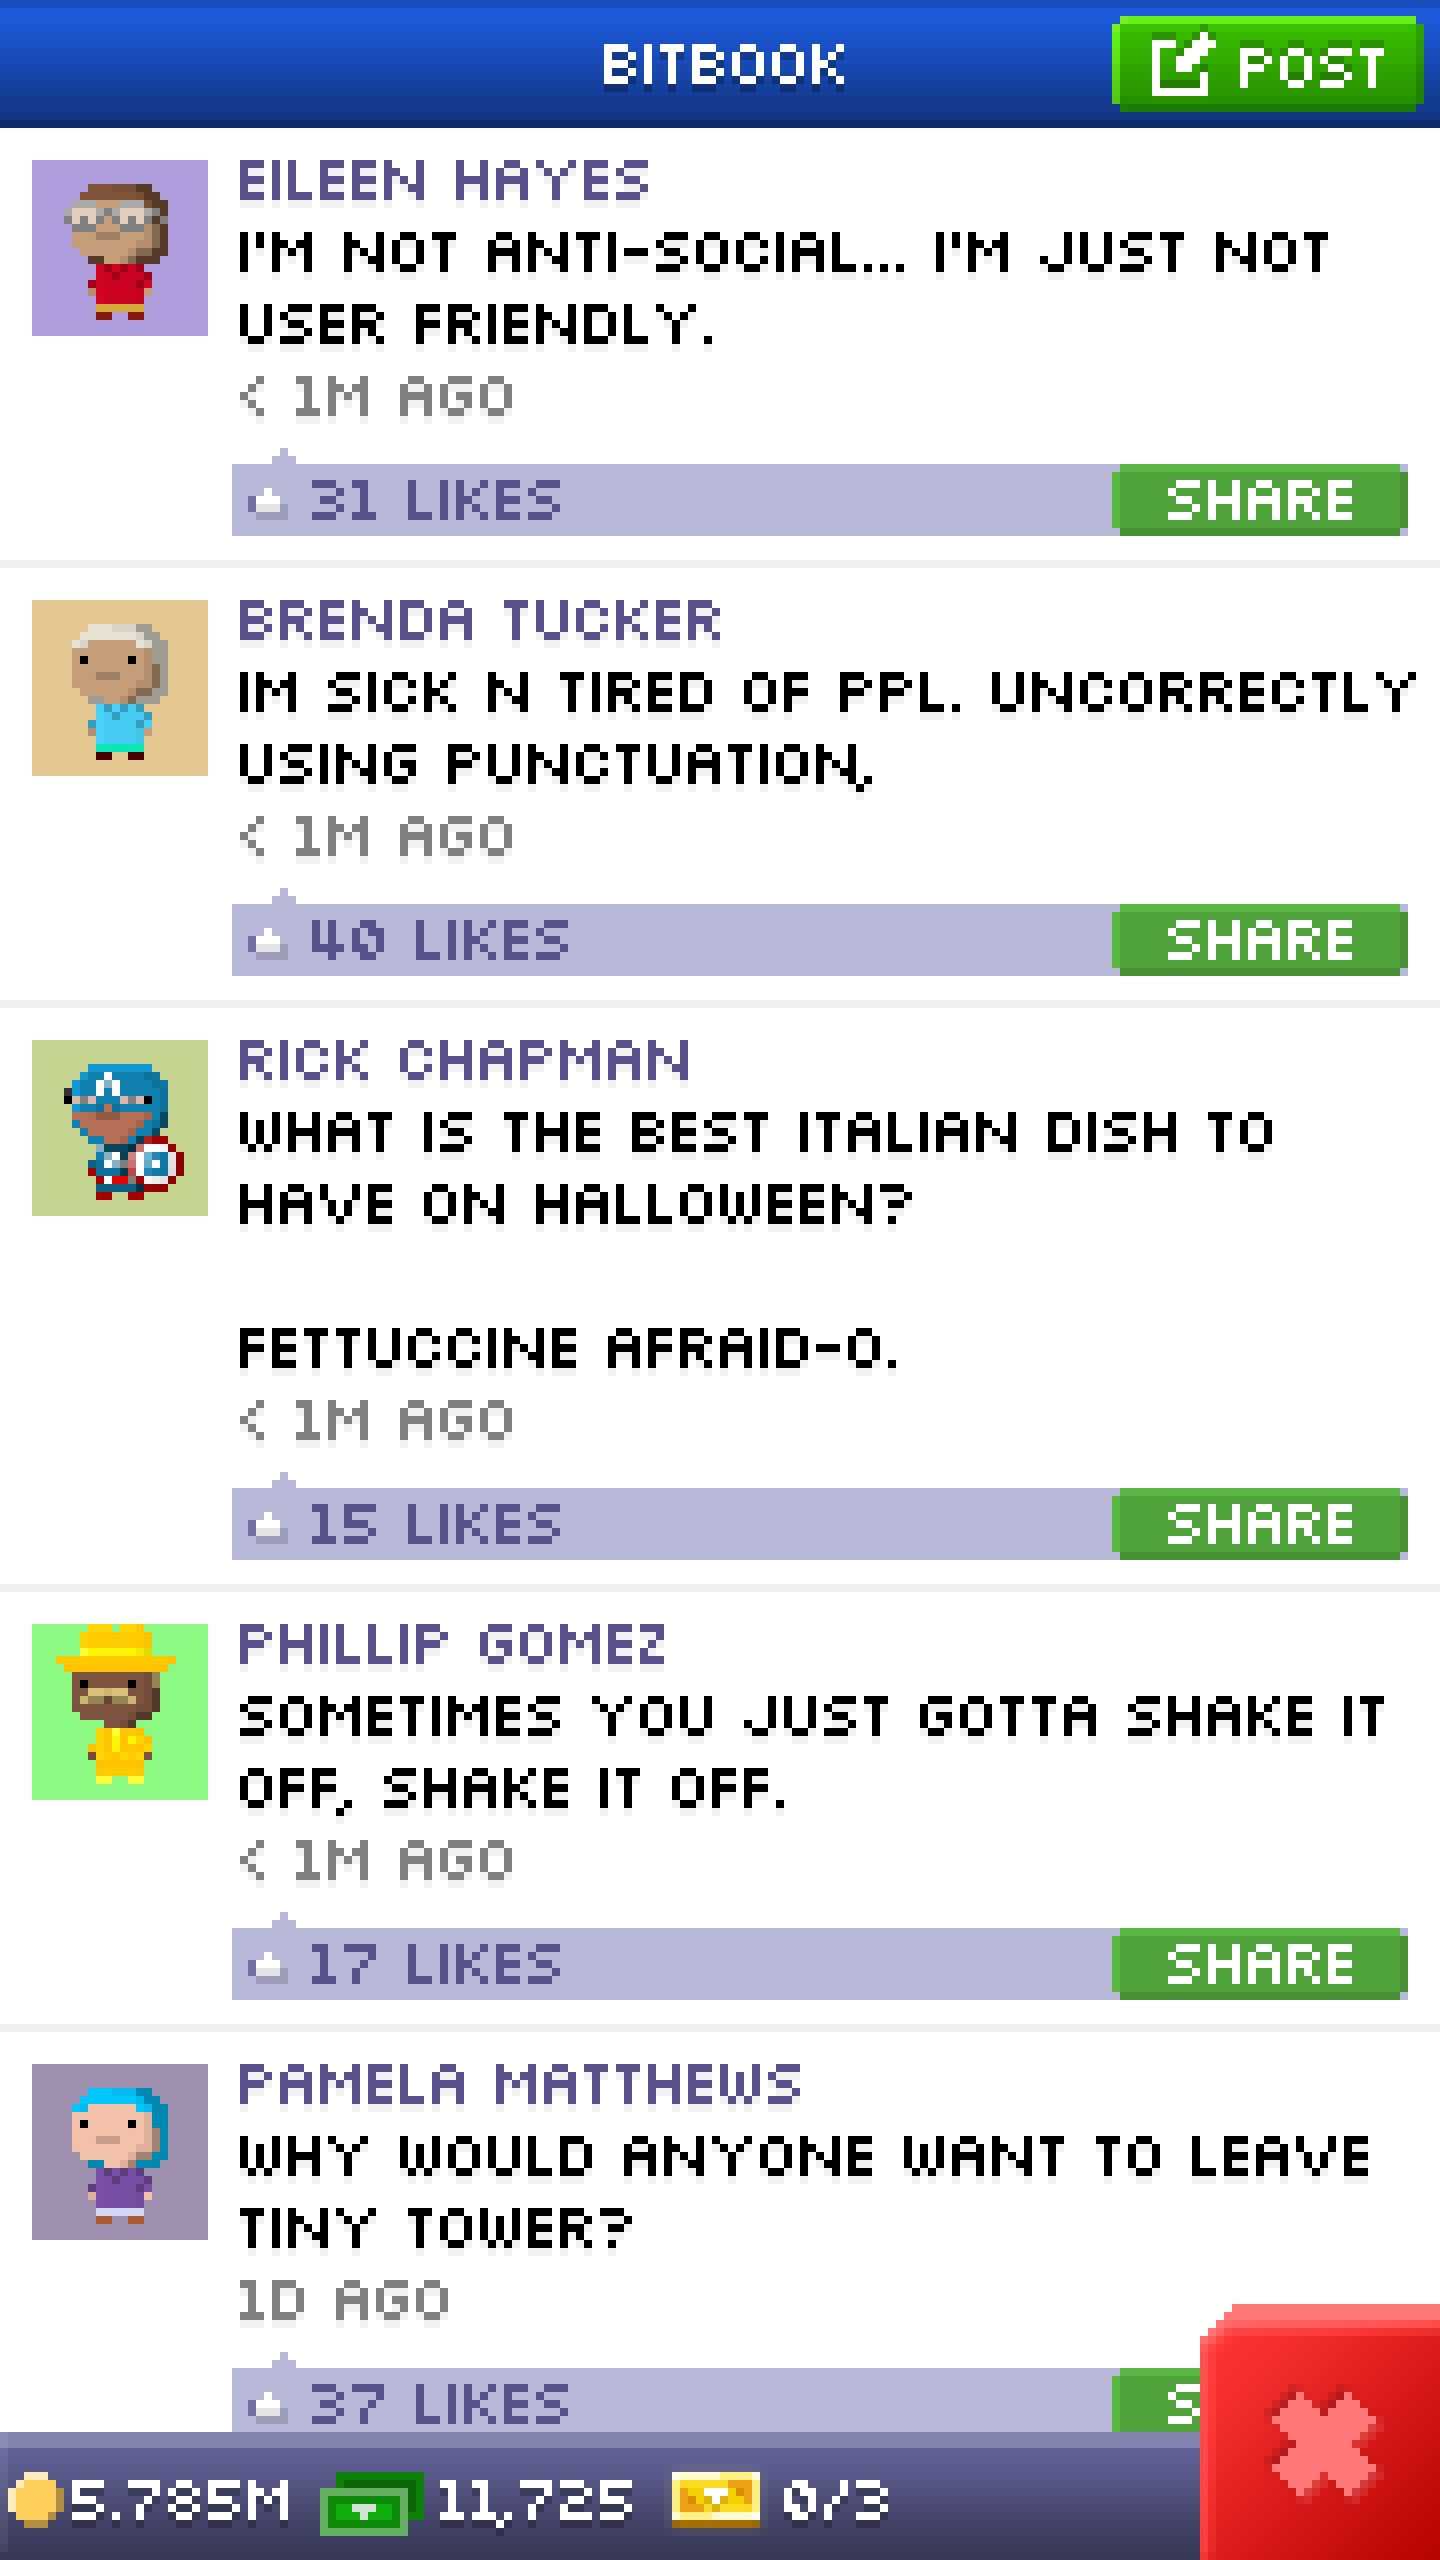 BITBOOK
POST
EILEEN HAYES
I'M NOT ANTI-SOCIAL... I'M JUST NOT
USER FRIENDLY.
< 1M AGO
31 LIKES
SHARE
BRENDA TUCKER
IM SICK N TIRED OF PPL. UNCORRECTLY
USING PUNCTUATION,
< 1M AGO
40 LIKES
SHARE
RICK CHAPMAN
WHAT IS THE BEST ITALIAN DISH TO
HAVE ON HALLOWEEN?
FETTUCCINE AFRAID-O.
< 1M AGO
15 LIKES
SHARE
PHILLIP GOMEZ
SOMETIMES YOU JUST GOTTA SHAKE IT
OFF, SHAKE IT OFF.
< 1M AGO
17 LIKES
SHARE
PAMELA MATTHEWS
WHY WOULD ANYONE WANT TO LEAVE
TINY TOWER?
1D AGO
37 LIKES
S
5.785M 11,725 0/3